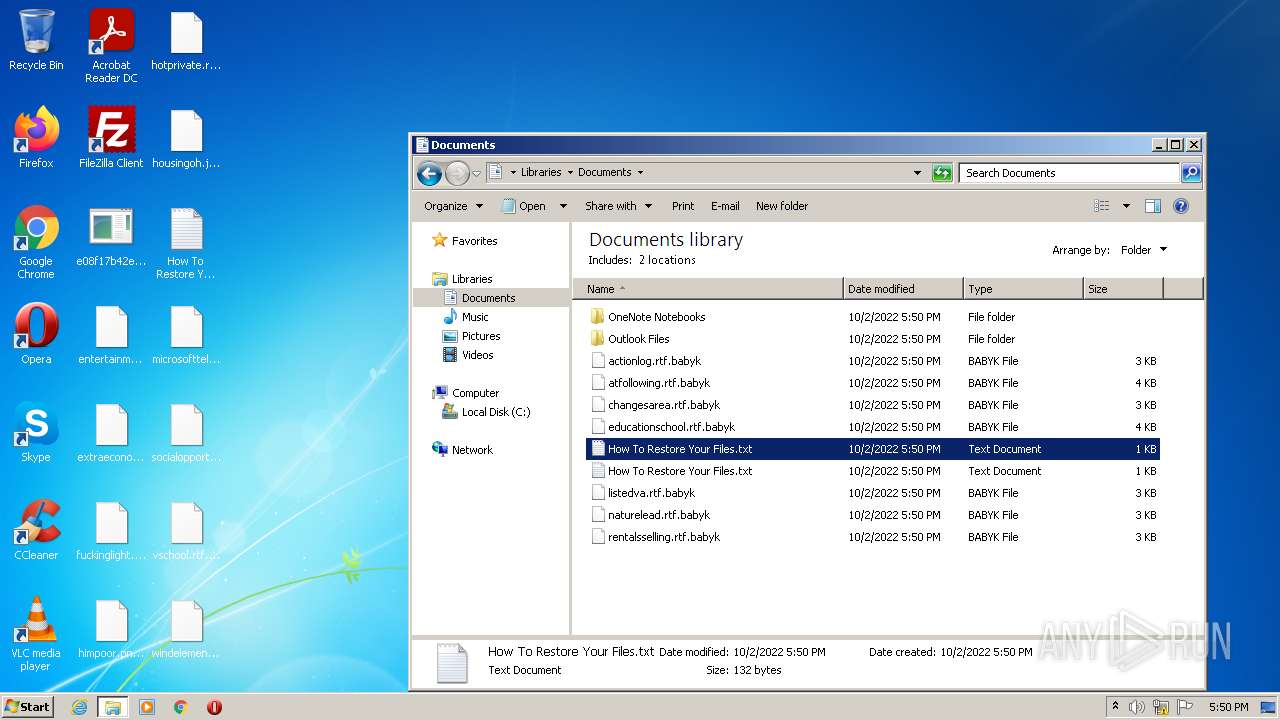 Recycle Bin
Acrobat
Reader DC
hotprivate.r...
Firefox
FileZilla Client
housingoh.j...
Google
Chrome
e08f17b42e...
How To
Restore Y...
Opera
entertainm...
microsofttel...
Skype
extraecono...
socialopport...
CCleaner
fuckinglight....
vschool.rtf....
VLC media
player
himpoor.pn...
windelemen...
Documents
Libraries Documents
Search Documents
Organize Open Share with Print E-mail New folder
Favorites
Libraries
Documents
Music
Pictures
Videos
Computer
Local Disk (C:)
Network
Documents library
Includes: 2 locations
Arrange by: Folder
Name Date modified Type Size
OneNote Notebooks 10/2/2022 5:50 PM File folder
Outlook Files 10/2/2022 5:50 PM File folder
actionlog.rtf.babyk 10/2/2022 5:50 PM BABYK File 3 KB
atfollowing.rtf.babyk 10/2/2022 5:50 PM BABYK File 4 KB
changesarea.rtf.babyk 10/2/2022 5:50 PM BABYK File 3 KB
educationschool.rtf.babyk 10/2/2022 5:50 PM BABYK File 4 KB
How To Restore Your Files.txt 10/2/2022 5:50 PM Text Document 1 KB
How To Restore Your Files.txt 10/2/2022 5:50 PM Text Document 1 KB
listedva.rtf.babyk 10/2/2022 5:50 PM BABYK File 3 KB
naturelead.rtf.babyk 10/2/2022 5:50 PM BABYK File 3 KB
rentalsselling.rtf.babyk 10/2/2022 5:50 PM BABYK File 3 KB
How To Restore Your Files.txt Date modified: 10/2/2022 5:50 PM Date created: 10/2/2022 5:50 PM
Text Document Size: 132 bytes
ANY RUN
Start
5:50 PM